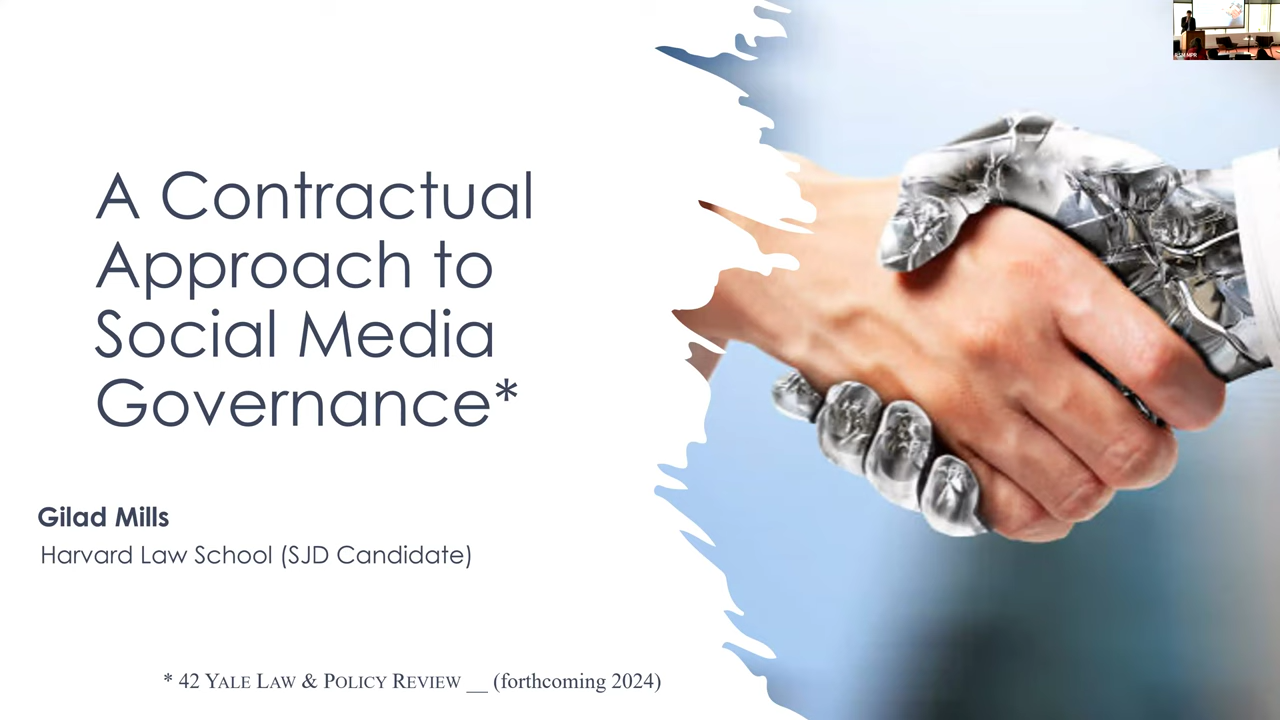 A Contractual
Approach to
Social Media
Governance*
Gilad Mills
Harvard Law School (SJD Candidate)
* 42 YALE LAW & POLICY REVIEW __ (forthcoming 2024)